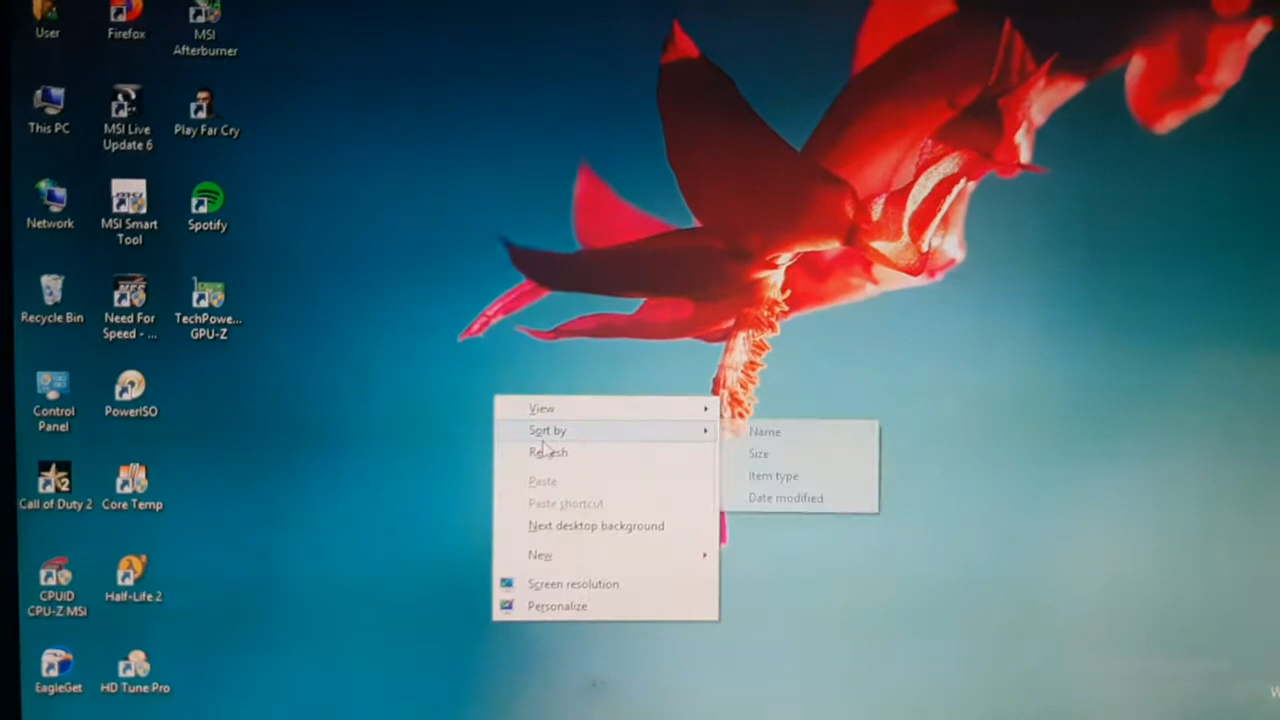 User
Firefox
MSI
Afterburner
This PC
MSI Live
Update 6
Play Far Cry
Network
MSI Smart
Tool
Spotify
Recycle Bin
Need For
Speed - ...
TechPowe...
GPU-Z
Control
Panel
PowerISO
Call of Duty 2
Core Temp
CPUID
CPU-Z MSI
Half-Life 2
EagleGet
HD Tune Pro
View
Sort by
Refresh
Paste
Paste shortcut
Next desktop background
New
Screen resolution
Personalize
Name
Size
Item type
Date modified